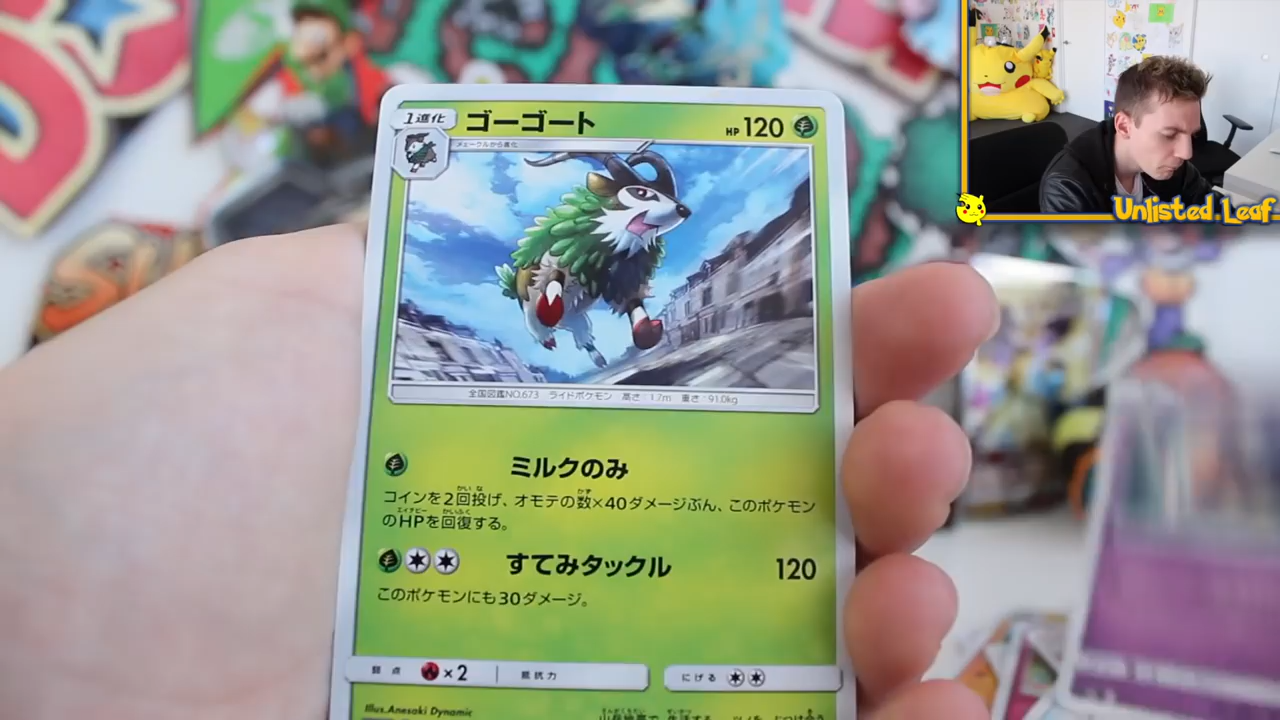 1進化 ゴーゴート HP 120
メェークルから進化
全国図鑑NO.673 ライドポケモン 高さ：1.7m 重さ：91.0kg
ミルクのみ
コインを2回投げ、オモテの数×40ダメージぶん、このポケモン
のHPを回復する。
すてみタックル 120
このポケモンにも30ダメージ。
弱点 ×2 抵抗力 にげる
Illus.Anesaki Dynamic
Unlisted.Leaf